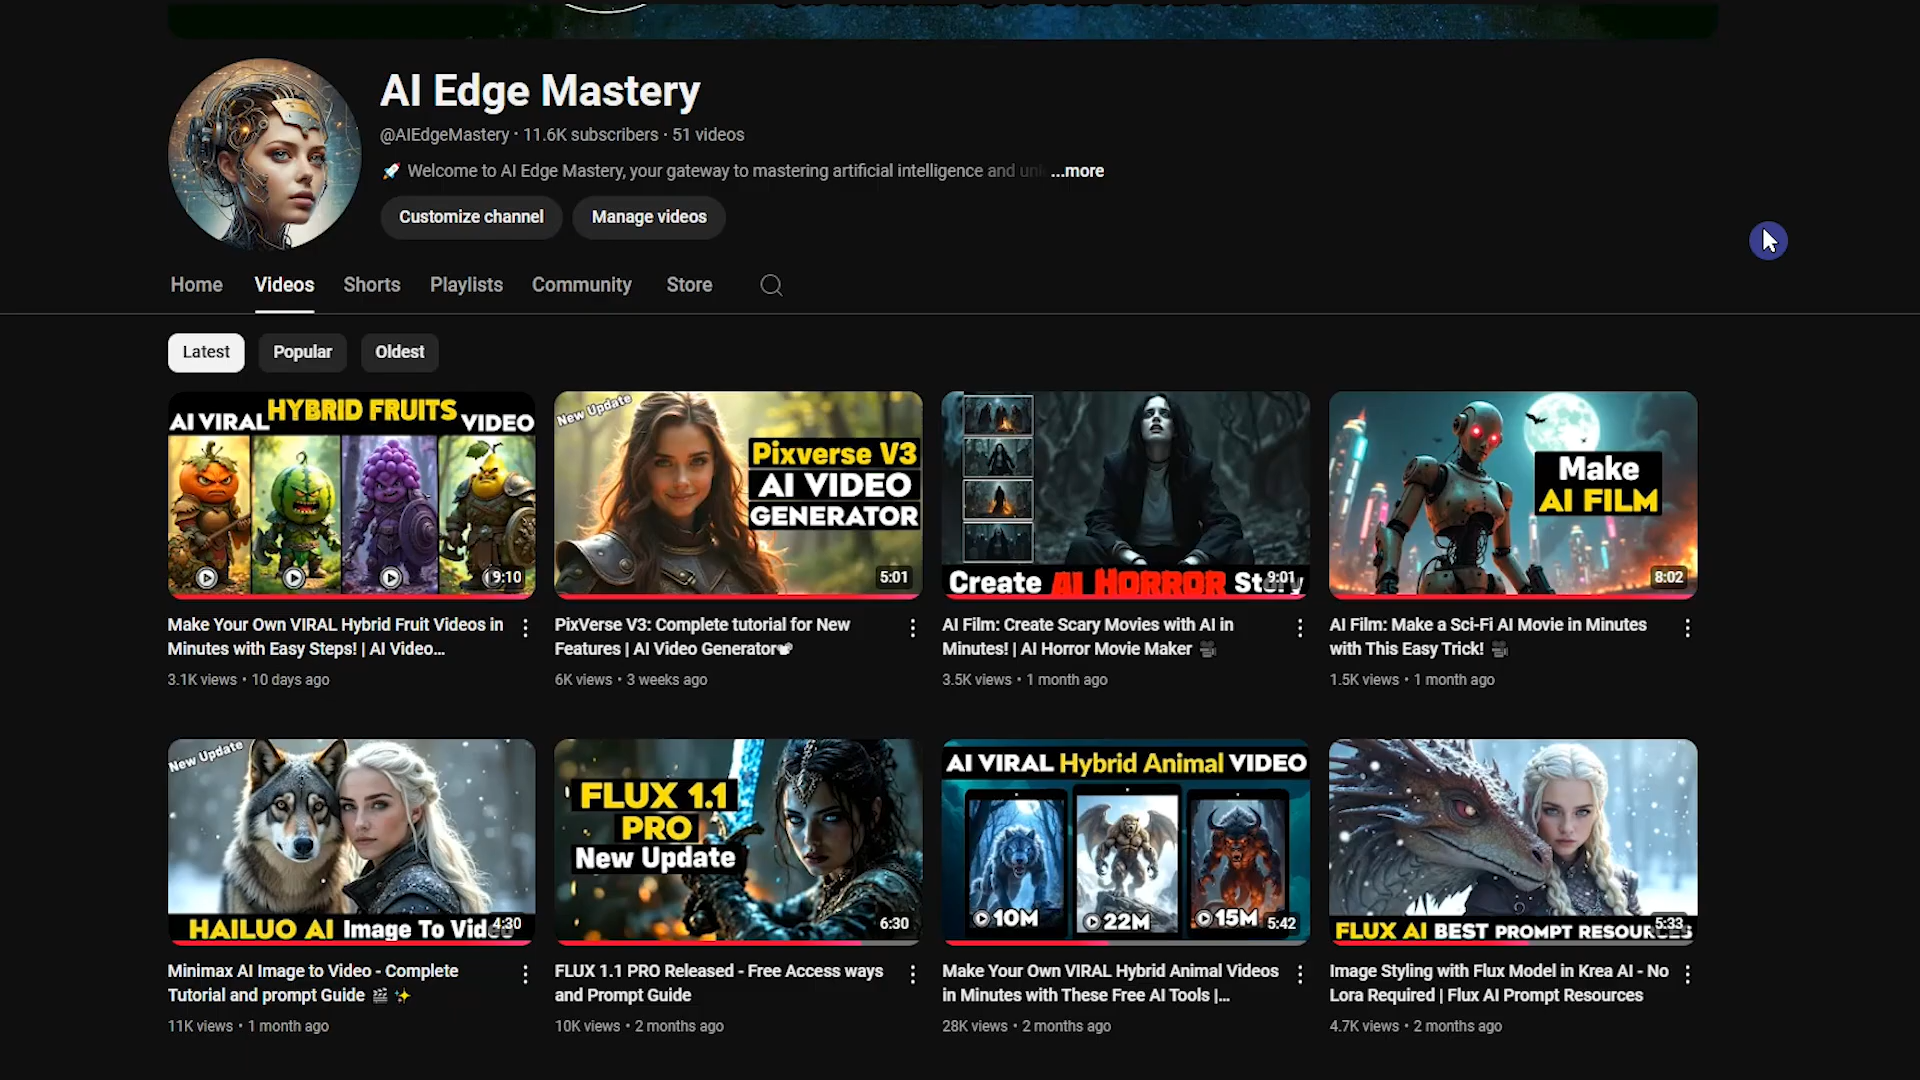 AI Edge Mastery
@AIEdgeMastery · 11.6K subscribers · 51 videos
🚀 Welcome to AI Edge Mastery, your gateway to mastering artificial intelligence and ...more
Customize channel Manage videos
Home Videos Shorts Playlists Community Store
Latest Popular Oldest
AI VIRAL HYBRID FRUITS VIDEO
9:10
New Update
Pixverse V3
AI VIDEO
GENERATOR
5:01
Create AI HORROR Story
9:01
Make
AI FILM
8:02
Make Your Own VIRAL Hybrid Fruit Videos in
Minutes with Easy Steps! | AI Video...
3.1K views · 10 days ago
PixVerse V3: Complete tutorial for New
Features | AI Video Generator
6K views · 3 weeks ago
AI Film: Create Scary Movies with AI in
Minutes! | AI Horror Movie Maker 🎥
3.5K views · 1 month ago
AI Film: Make a Sci-Fi AI Movie in Minutes
with This Easy Trick! 🎥
1.5K views · 1 month ago
New Update
HAILUO AI Image To Video
4:30
FLUX 1.1
PRO
New Update
6:30
AI VIRAL Hybrid Animal VIDEO
10M 22M 15M
5:42
FLUX AI BEST PROMPT RESOURCES
5:33
Minimax AI Image to Video - Complete
Tutorial and prompt Guide 🎬 ✨
11K views · 1 month ago
FLUX 1.1 PRO Released - Free Access ways
and Prompt Guide
10K views · 2 months ago
Make Your Own VIRAL Hybrid Animal Videos
in Minutes with These Free AI Tools |...
28K views · 2 months ago
Image Styling with Flux Model in Krea AI - No
Lora Required | Flux AI Prompt Resources
4.7K views · 2 months ago